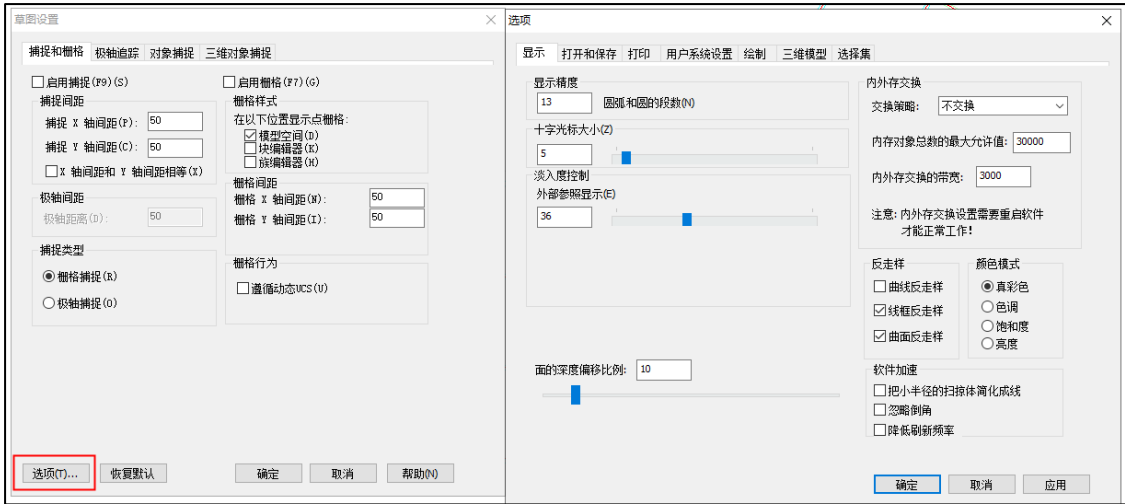 草图设置
捕捉和栅格 极轴追踪 对象捕捉 三维对象捕捉
启用捕捉(F9)(S)
捕捉间距
捕捉 X 轴间距(P): 50
捕捉 Y 轴间距(C): 50
X 轴间距和 Y 轴间距相等(X)
极轴间距
极轴距离(D): 50
捕捉类型
栅格捕捉(R)
极轴捕捉(O)
启用栅格(F7)(G)
栅格样式
在以下位置显示点栅格:
模型空间(D)
块编辑器(K)
族编辑器(H)
栅格间距
栅格 X 轴间距(N): 50
栅格 Y 轴间距(I): 50
栅格行为
遵循动态UCS(U)
选项(T)... 恢复默认 确定 取消 帮助(N)
选项
显示 打开和保存 打印 用户系统设置 绘制 三维模型 选择集
显示精度
13 圆弧和圆的段数(N)
十字光标大小(Z)
5
淡入度控制
外部参照显示(E)
36
面的深度偏移比例: 10
内外存交换
交换策略: 不交换
内存对象总数的最大允许值: 30000
内外存交换的带宽: 3000
注意: 内外存交换设置需要重启软件
才能正常工作!
反走样
曲线反走样
线框反走样
曲面反走样
颜色模式
真彩色
色调
饱和度
亮度
软件加速
把小半径的扫掠体简化成线
忽略倒角
降低刷新频率
确定 取消 应用